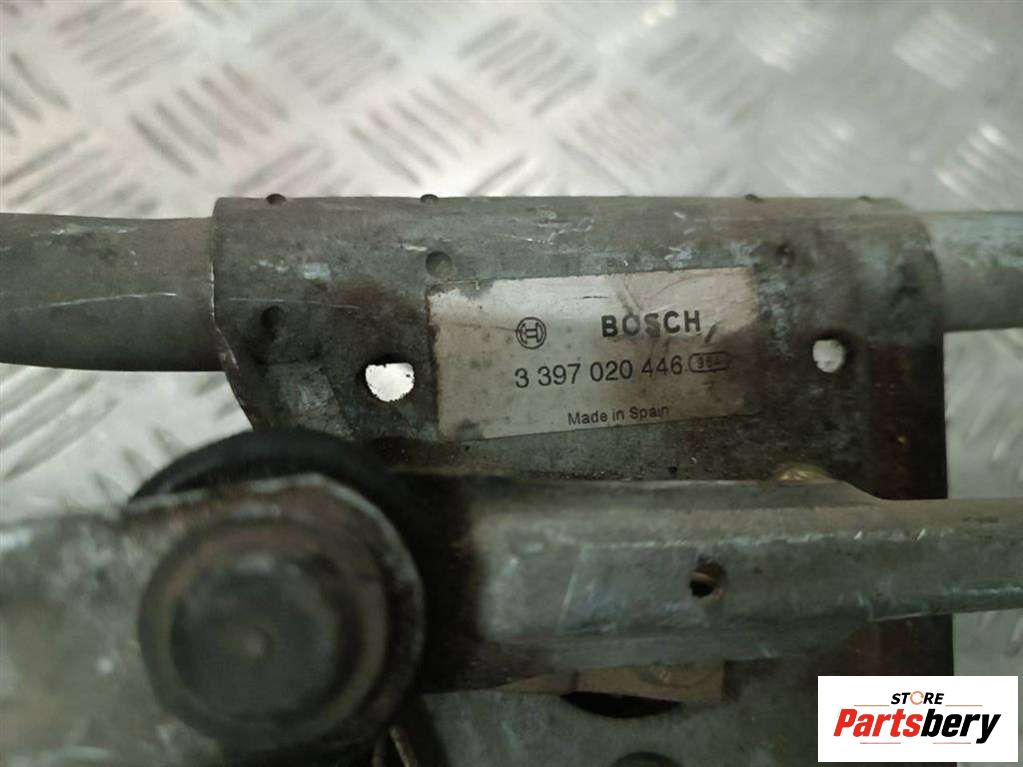 BOSCH
3 397 020 446
Made in Spain
STORE
Partsbery